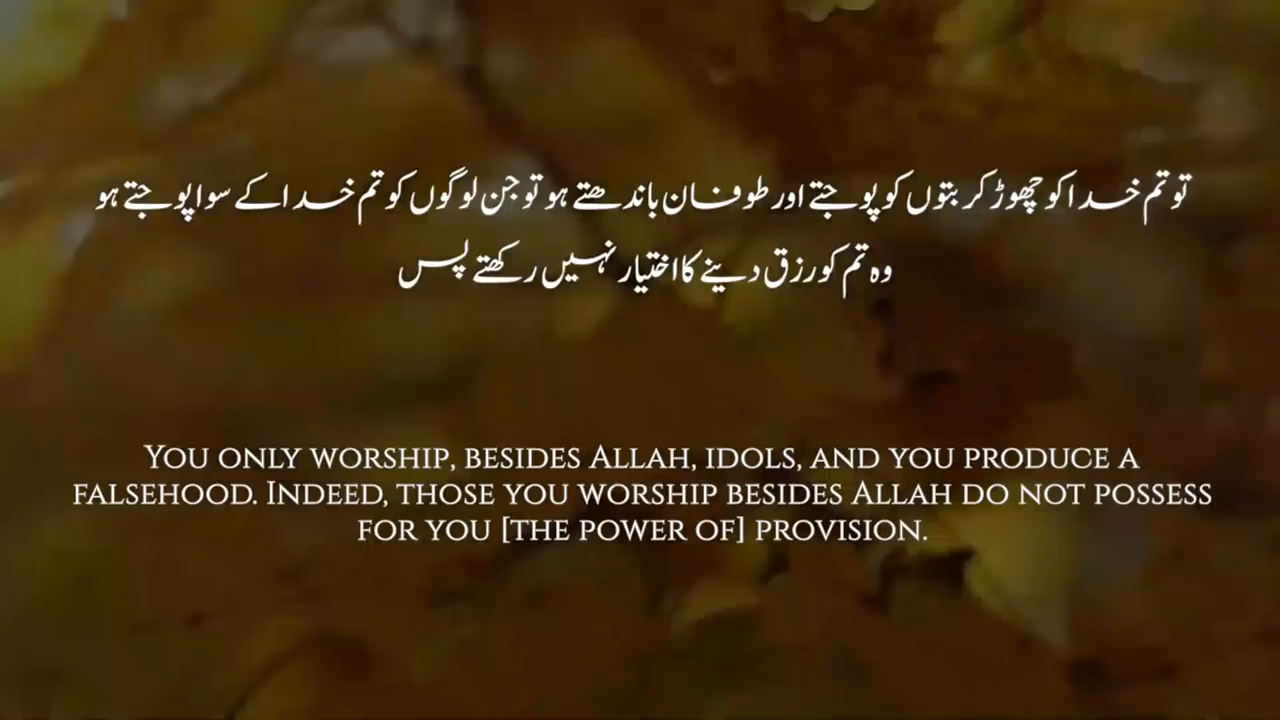 تو تم خدا کو چھوڑ کر بتوں کو پوجتے اور طوفان باندھتے ہو تو جن لوگوں کو تم خدا کے سوا پوجتے ہو
وہ تم کو رزق دینے کا اختیار نہیں رکھتے پس
You only worship, besides Allah, idols, and you produce a
falsehood. Indeed, those you worship besides Allah do not possess
for you [the power of] provision.